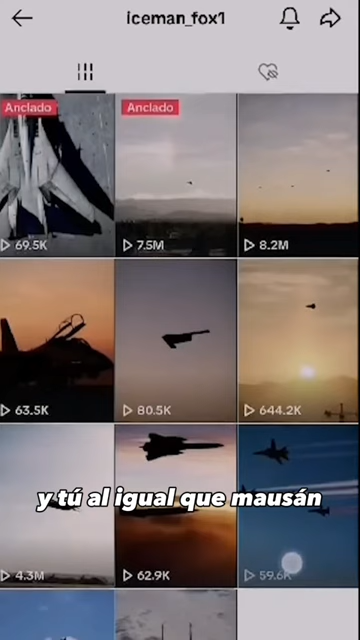 iceman_fox1
Anclado
Anclado
69.5K
7.5M
8.2M
63.5K
80.5K
644.2K
y tú al igual que mausán
4.3M
62.9K
59.6K